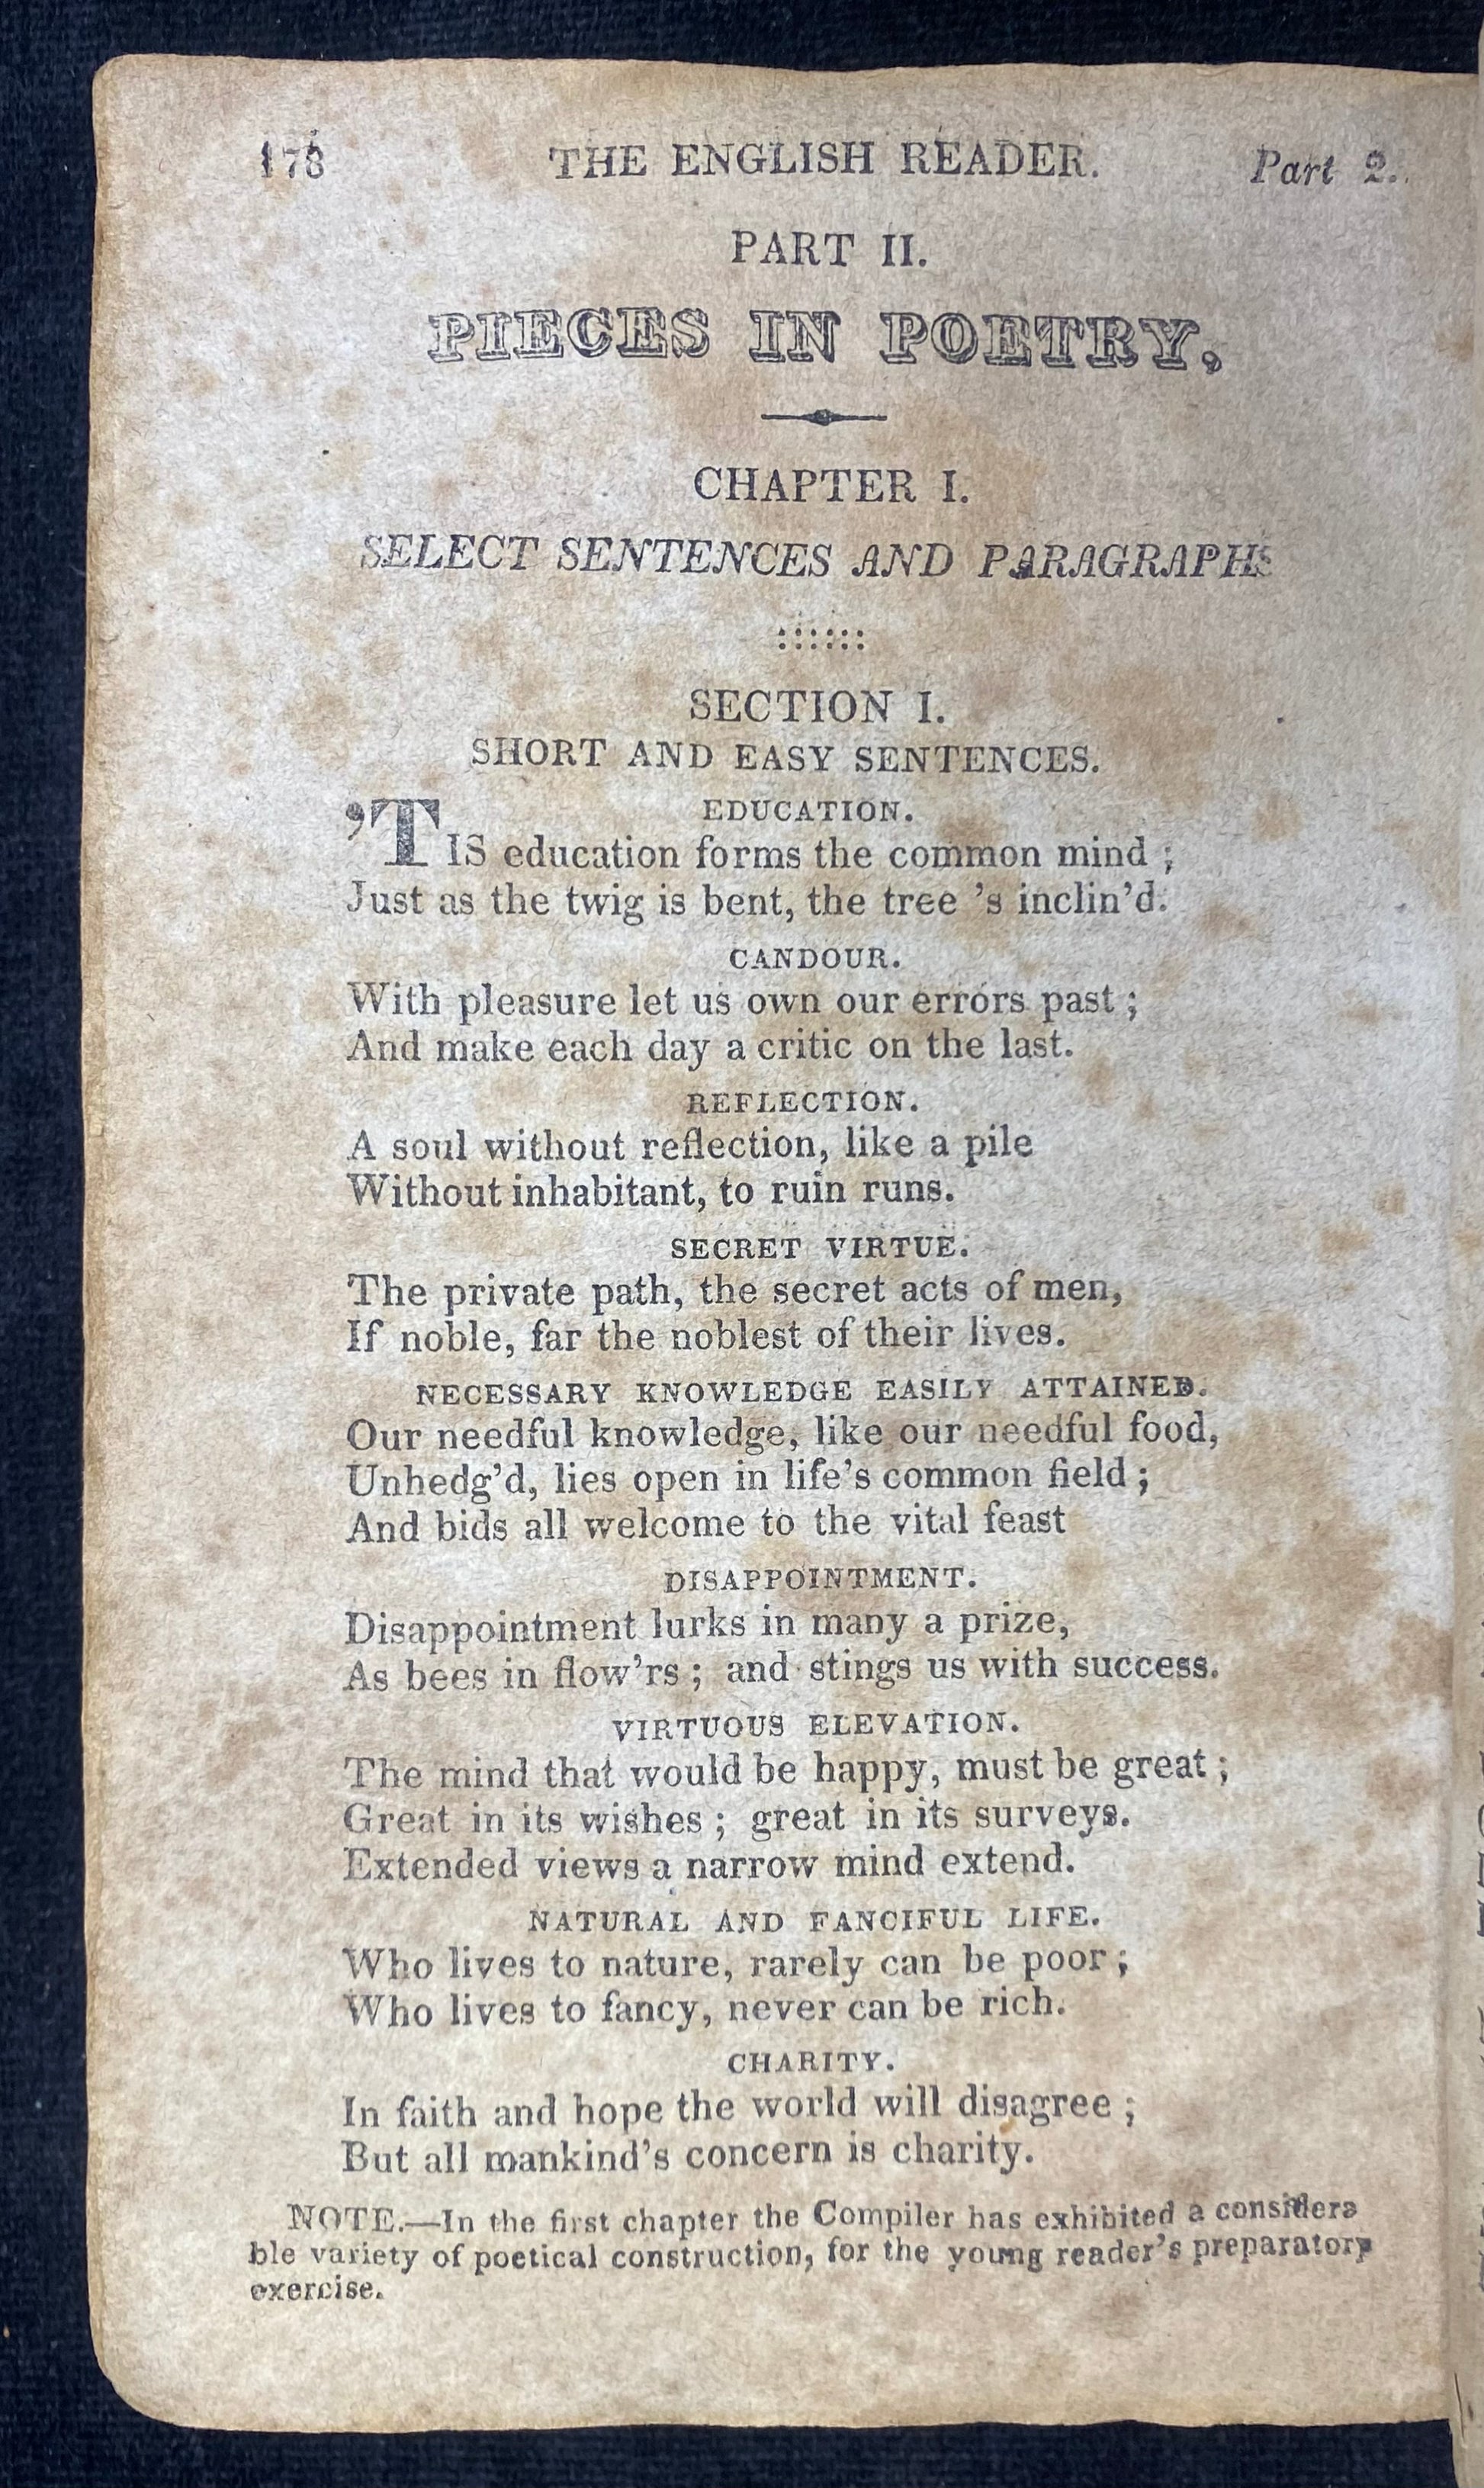 178 THE ENGLISH READER. Part 2.
PART II.
PIECES IN POETRY,
CHAPTER I.
SELECT SENTENCES AND PARAGRAPHS
SECTION I.
SHORT AND EASY SENTENCES.
EDUCATION.
’TIS education forms the common mind ;
Just as the twig is bent, the tree ’s inclin’d.
CANDOUR.
With pleasure let us own our errors past ;
And make each day a critic on the last.
REFLECTION.
A soul without reflection, like a pile
Without inhabitant, to ruin runs.
SECRET VIRTUE.
The private path, the secret acts of men,
If noble, far the noblest of their lives.
NECESSARY KNOWLEDGE EASILY ATTAINED.
Our needful knowledge, like our needful food,
Unhedg’d, lies open in life’s common field ;
And bids all welcome to the vital feast
DISAPPOINTMENT.
Disappointment lurks in many a prize,
As bees in flow’rs ; and stings us with success.
VIRTUOUS ELEVATION.
The mind that would be happy, must be great ;
Great in its wishes ; great in its surveys.
Extended views a narrow mind extend.
NATURAL AND FANCIFUL LIFE.
Who lives to nature, rarely can be poor ;
Who lives to fancy, never can be rich.
CHARITY.
In faith and hope the world will disagree ;
But all mankind’s concern is charity.
NOTE.—In the first chapter the Compiler has exhibited a considera
ble variety of poetical construction, for the young reader’s preparatory
exercise.